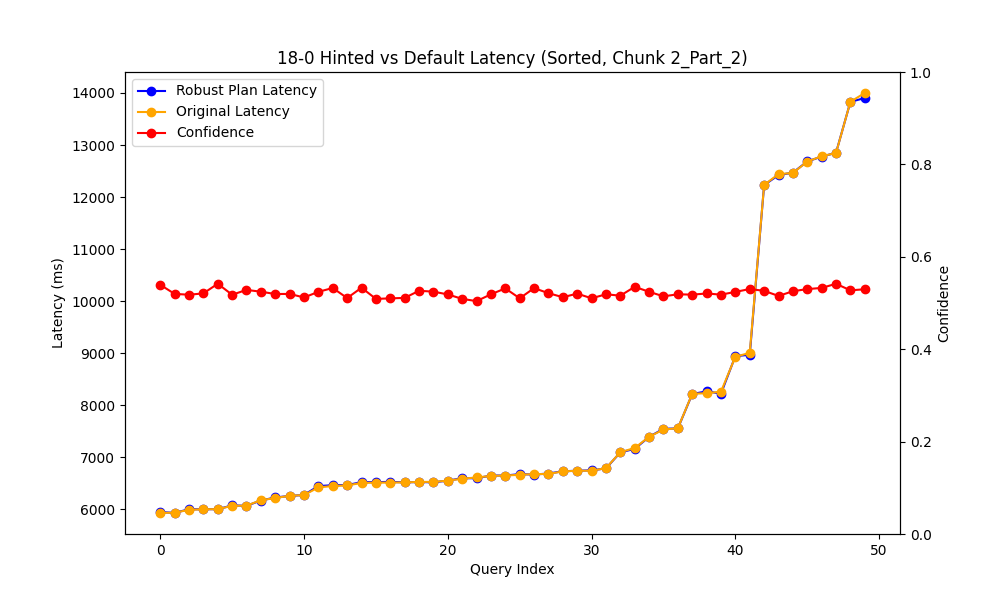 18-0 Hinted vs Default Latency (Sorted, Chunk 2_Part_2)
Robust Plan Latency
Original Latency
Confidence
14000
13000
12000
11000
10000
9000
8000
7000
6000
Latency (ms)
1.0
0.8
0.6
0.4
0.2
0.0
Confidence
0 10 20 30 40 50
Query Index